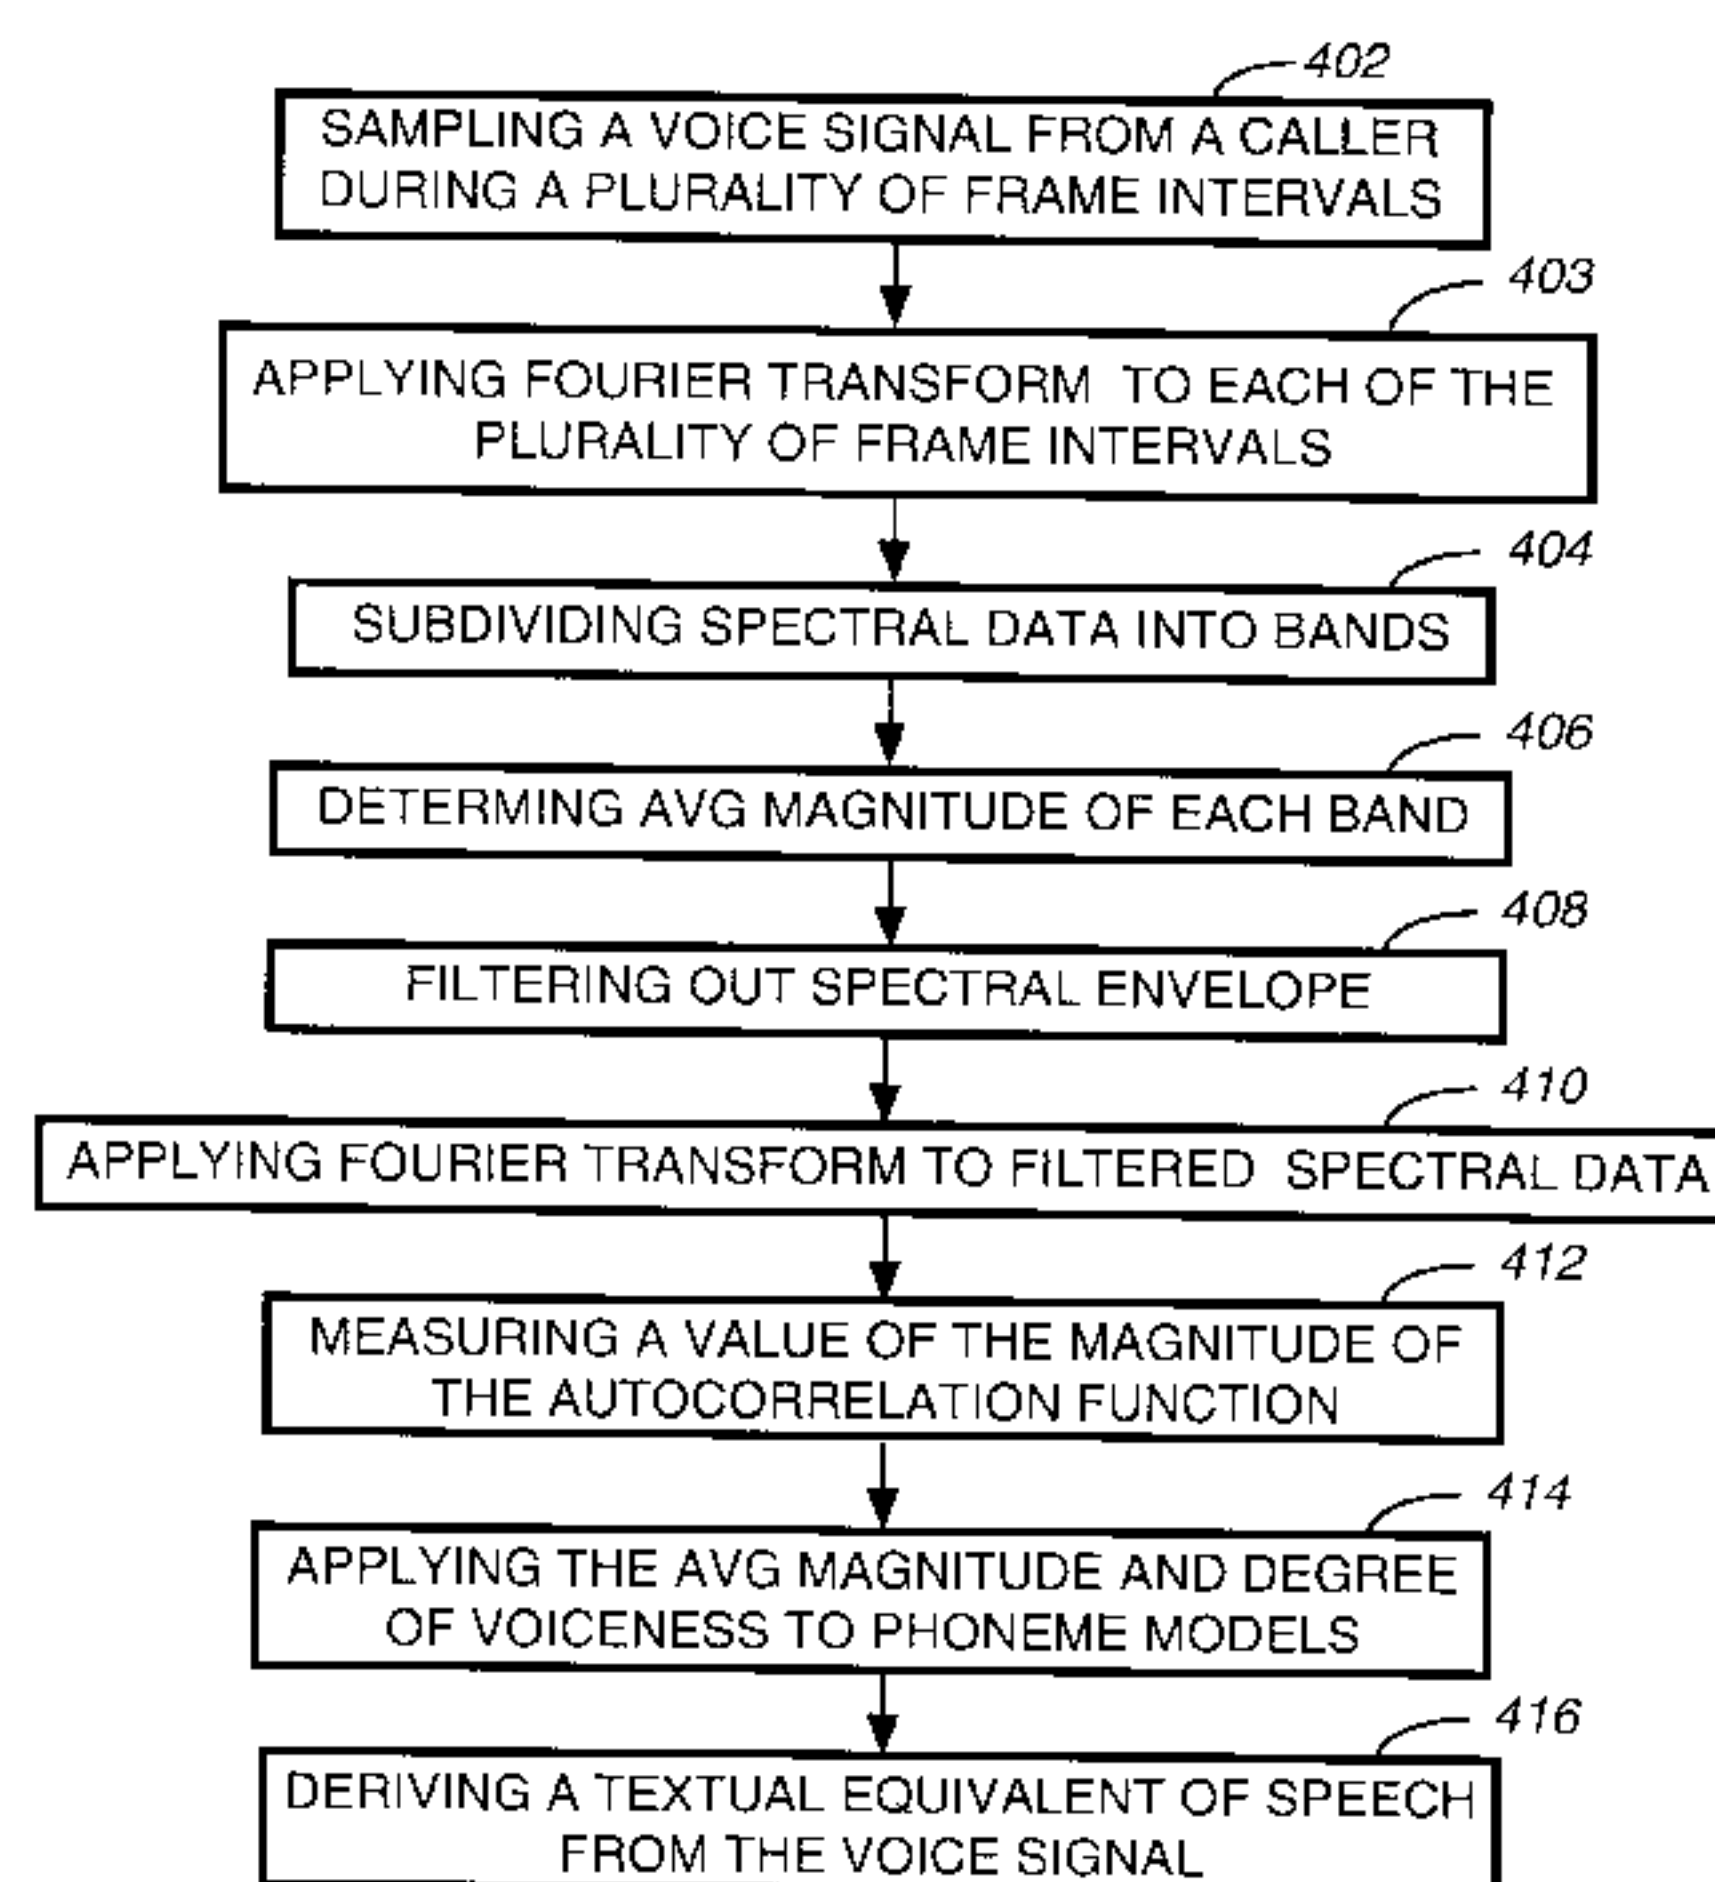 402
SAMPLING A VOICE SIGNAL FROM A CALLER
DURING A PLURALITY OF FRAME INTERVALS
403
APPLYING FOURIER TRANSFORM TO EACH OF THE
PLURALITY OF FRAME INTERVALS
404
SUBDIVIDING SPECTRAL DATA INTO BANDS
406
DETERMING AVG MAGNITUDE OF EACH BAND
408
FILTERING OUT SPECTRAL ENVELOPE
410
APPLYING FOURIER TRANSFORM TO FILTERED SPECTRAL DATA
412
MEASURING A VALUE OF THE MAGNITUDE OF
THE AUTOCORRELATION FUNCTION
414
APPLYING THE AVG MAGNITUDE AND DEGREE
OF VOICENESS TO PHONEME MODELS
416
DERIVING A TEXTUAL EQUIVALENT OF SPEECH
FROM THE VOICE SIGNAL